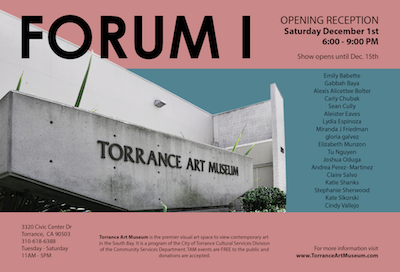 FORUM I
OPENING RECEPTION
Saturday December 1st
6:00 - 9:00 PM
Show opens until Dec. 15th
TORRANCE ART MUSEUM
Emily Babette
Gabbah Baya
Alexis Alicette Bolter
Carly Chubak
Sean Cully
Aleister Eaves
Lydia Espinoza
Miranda J Friedman
gloria galvez
Elizabeth Munzon
Tu Nguyen
Joshua Oduga
Andrea Perez- Martinez
Claire Salvo
Katie Shanks
Stephanie Sherwood
Kate Sikorski
Cindy Vallejo
3320 Civic Center Dr
Torrance, CA 90503
310-618-6388
Tuesday - Saturday
11AM - 5PM
Torrance Art Museum is the premier visual art space to view contemporary art
in the South Bay. It is a program of the City of Torrance Cultural Services Division
of the Community Services Department. TAM events are FREE to the public and
donations are accepted.
For more information visit
www.TorranceArtMuseum.com